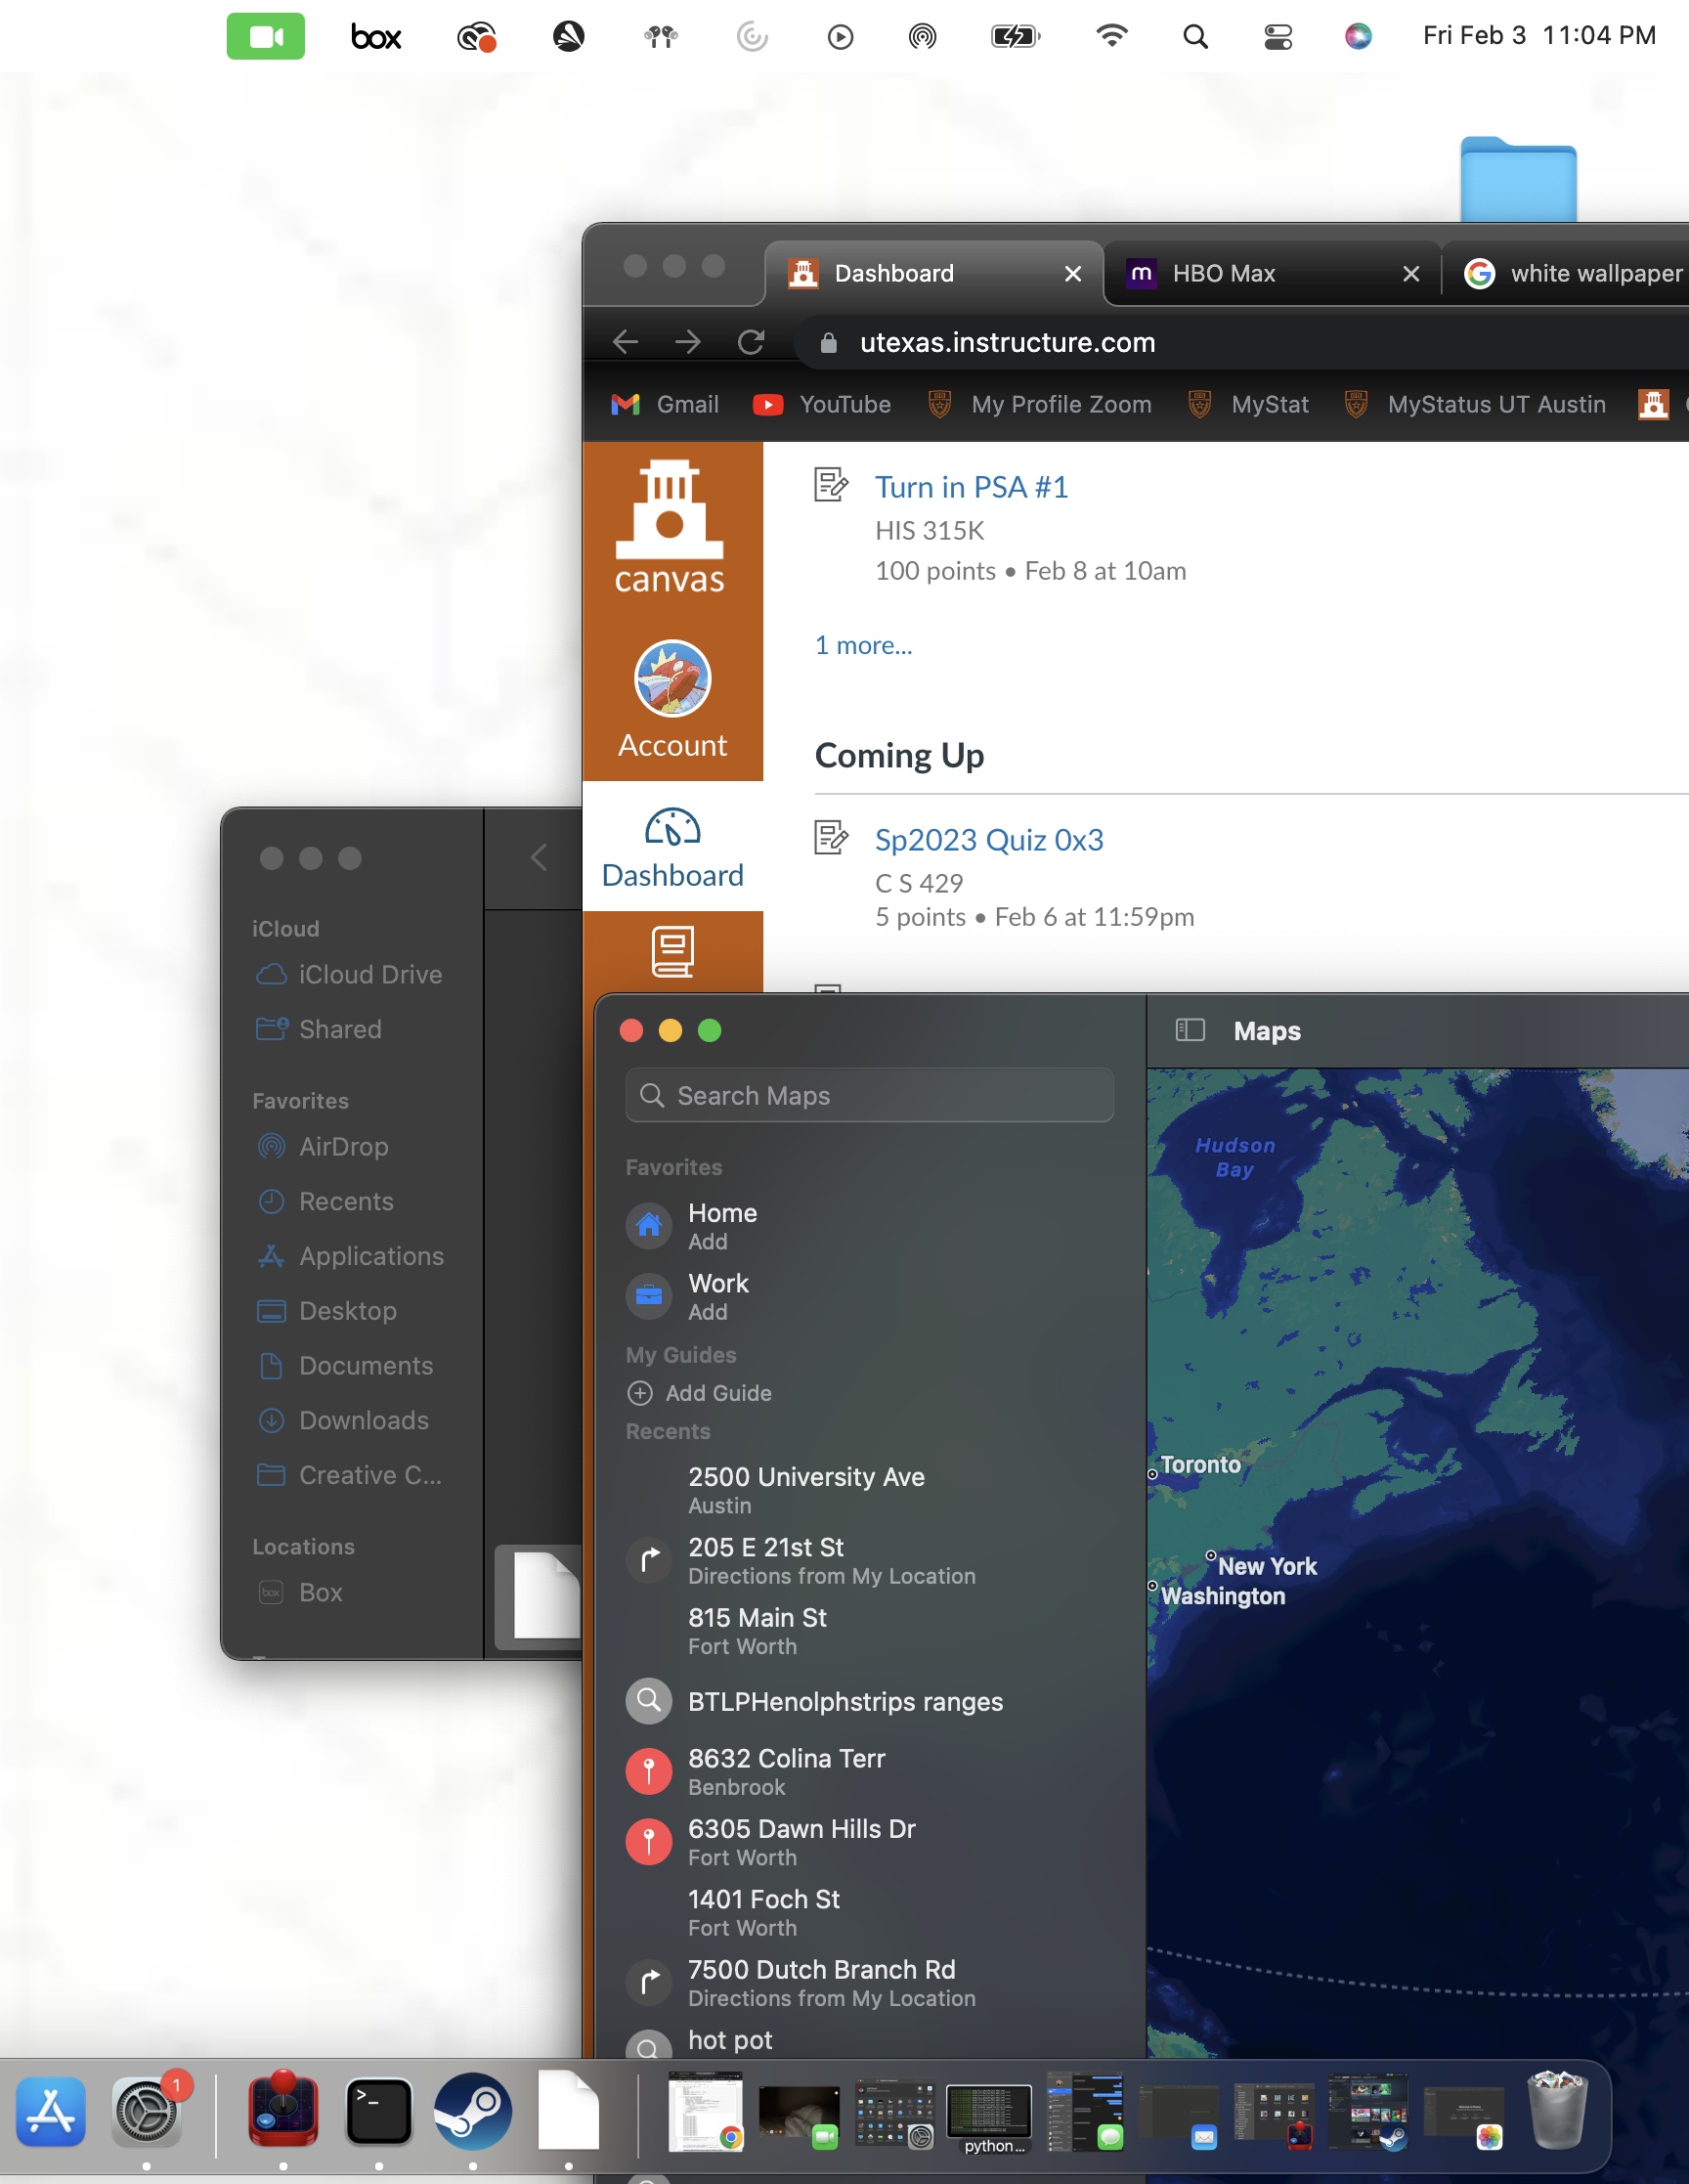 box
Fri Feb 3 11:04 PM
Dashboard
HBO Max
white wallpaper
utexas.instructure.com
Gmail
YouTube
My Profile Zoom
MyStat
MyStatus UT Austin
canvas
Account
Dashboard
Turn in PSA #1
HIS 315K
100 points • Feb 8 at 10am
1 more...
Coming Up
Sp2023 Quiz 0x3
C S 429
5 points • Feb 6 at 11:59pm
iCloud
iCloud Drive
Shared
Favorites
AirDrop
Recents
Applications
Desktop
Documents
Downloads
Creative C...
Locations
box
Box
Maps
Search Maps
Favorites
Home
Add
Work
Add
My Guides
Add Guide
Recents
2500 University Ave
Austin
205 E 21st St
Directions from My Location
815 Main St
Fort Worth
BTLPHenolphstrips ranges
8632 Colina Terr
Benbrook
6305 Dawn Hills Dr
Fort Worth
1401 Foch St
Fort Worth
7500 Dutch Branch Rd
Directions from My Location
hot pot
Hudson
Bay
Toronto
New York
Washington
1
python...